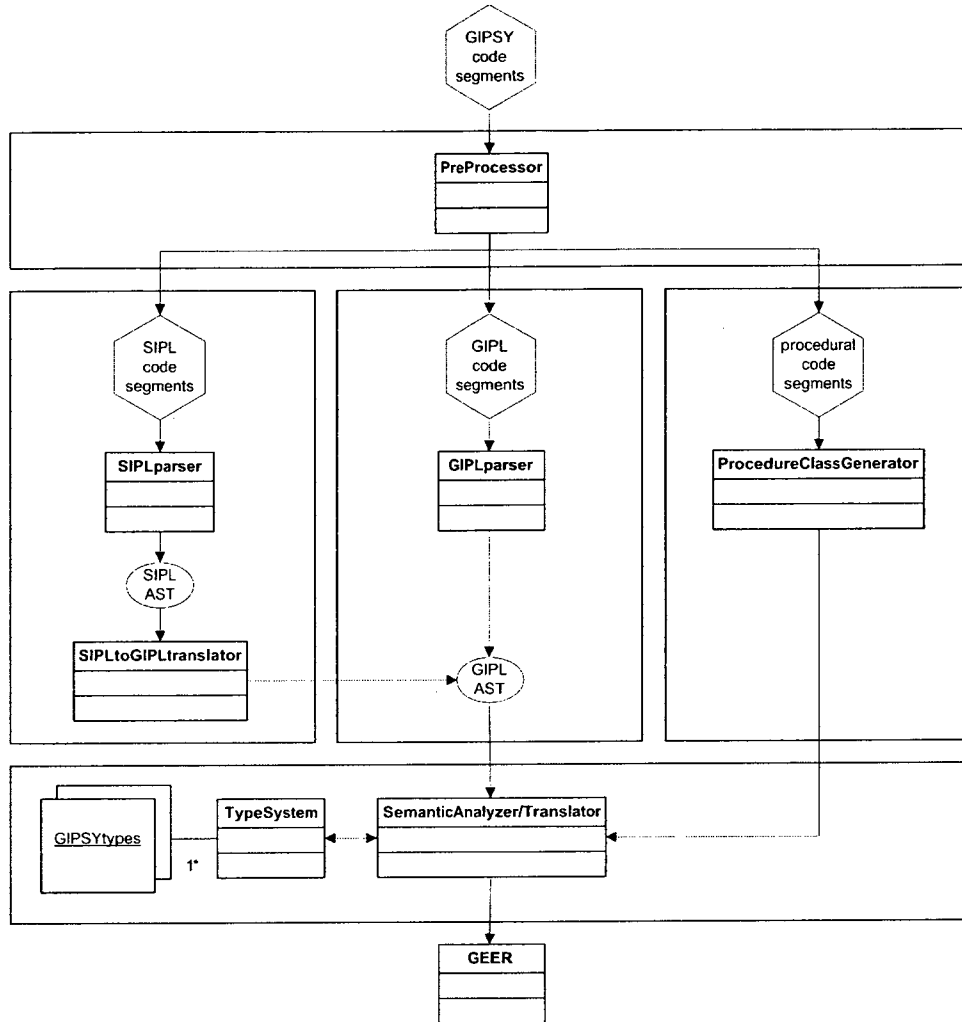 GIPSY
code
segments
PreProcessor
SIPL
code
segments
GIPL
code
segments
procedural
code
segments
SIPLparser
GIPLparser
ProcedureClassGenerator
SIPL
AST
SIPLtoGIPLtranslator
GIPL
AST
GIPSYtypes
1*
TypeSystem
SemanticAnalyzer/Translator
GEER